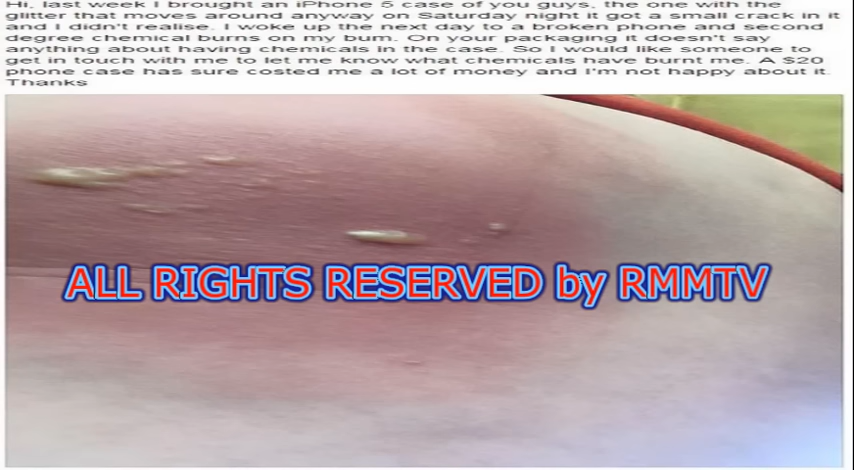 Hi, last week I brought an iPhone 5 case of you guys, the one with the
glitter that moves around anyway on Saturday night it got a small crack in it
and I didn't realise. I woke up the next day to a broken phone and second
degree chemical burns on my bum. On your packaging it doesn't say
anything about having chemicals in the case. So I would like someone to
get in touch with me to let me know what chemicals have burnt me. A $20
phone case has sure costed me a lot of money and I'm not happy about it.
Thanks
ALL RIGHTS RESERVED by RMMTV